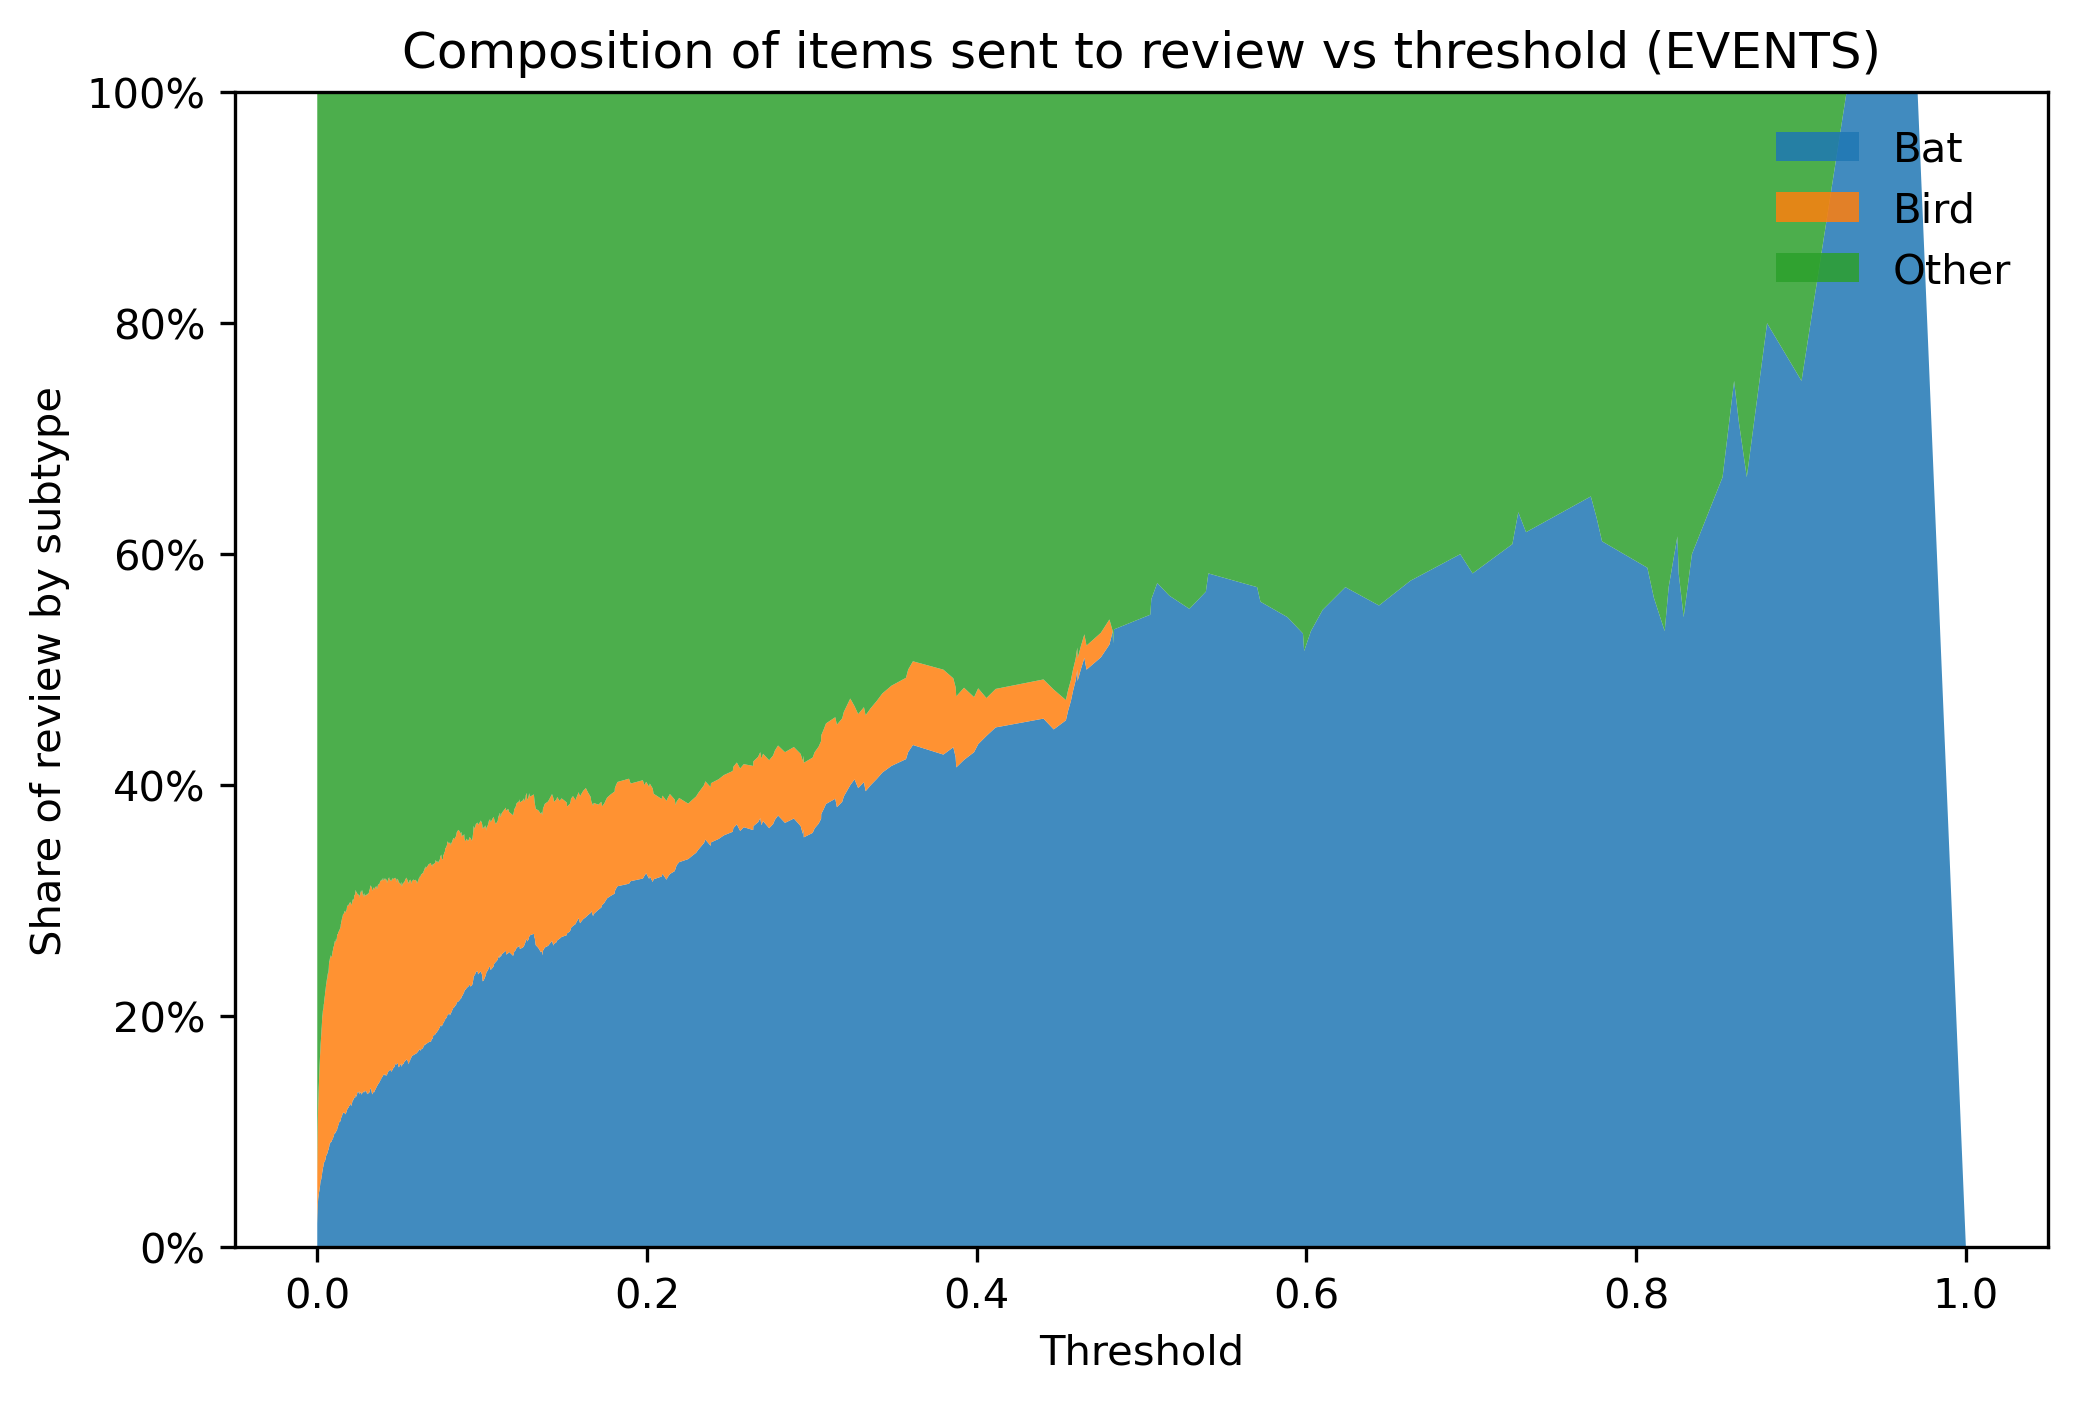 Composition of items sent to review vs threshold (EVENTS)
100%
80%
60%
40%
20%
0%
Share of review by subtype
Bat
Bird
Other
0.0 0.2 0.4 0.6 0.8 1.0
Threshold